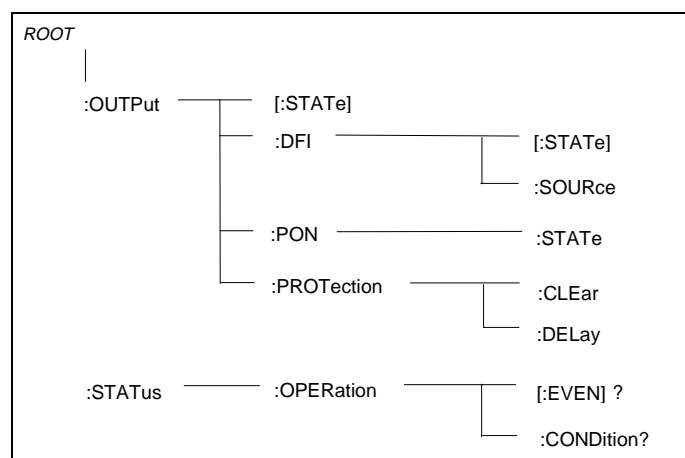 ROOT
:OUTPut [:STATe]
:DFI [:STATe]
:SOURce
:PON :STATe
:PROTection :CLEar
:DELay
:STATus :OPERation [:EVEN] ?
:CONDition?